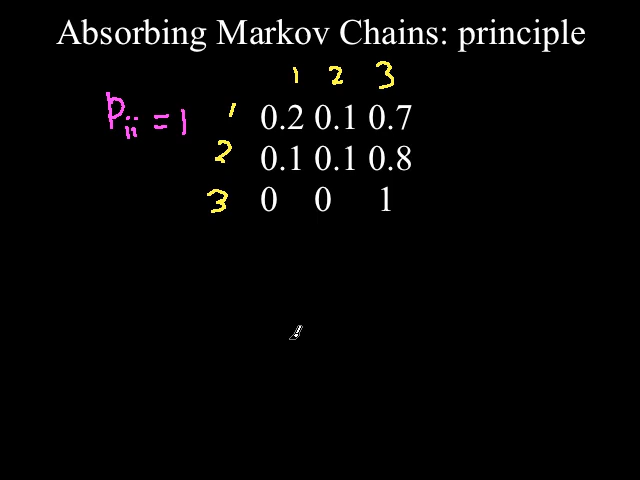 Absorbing Markov Chains: principle
1 2 3
Pii = 1 1 0.2 0.1 0.7
2 0.1 0.1 0.8
3 0 0 1